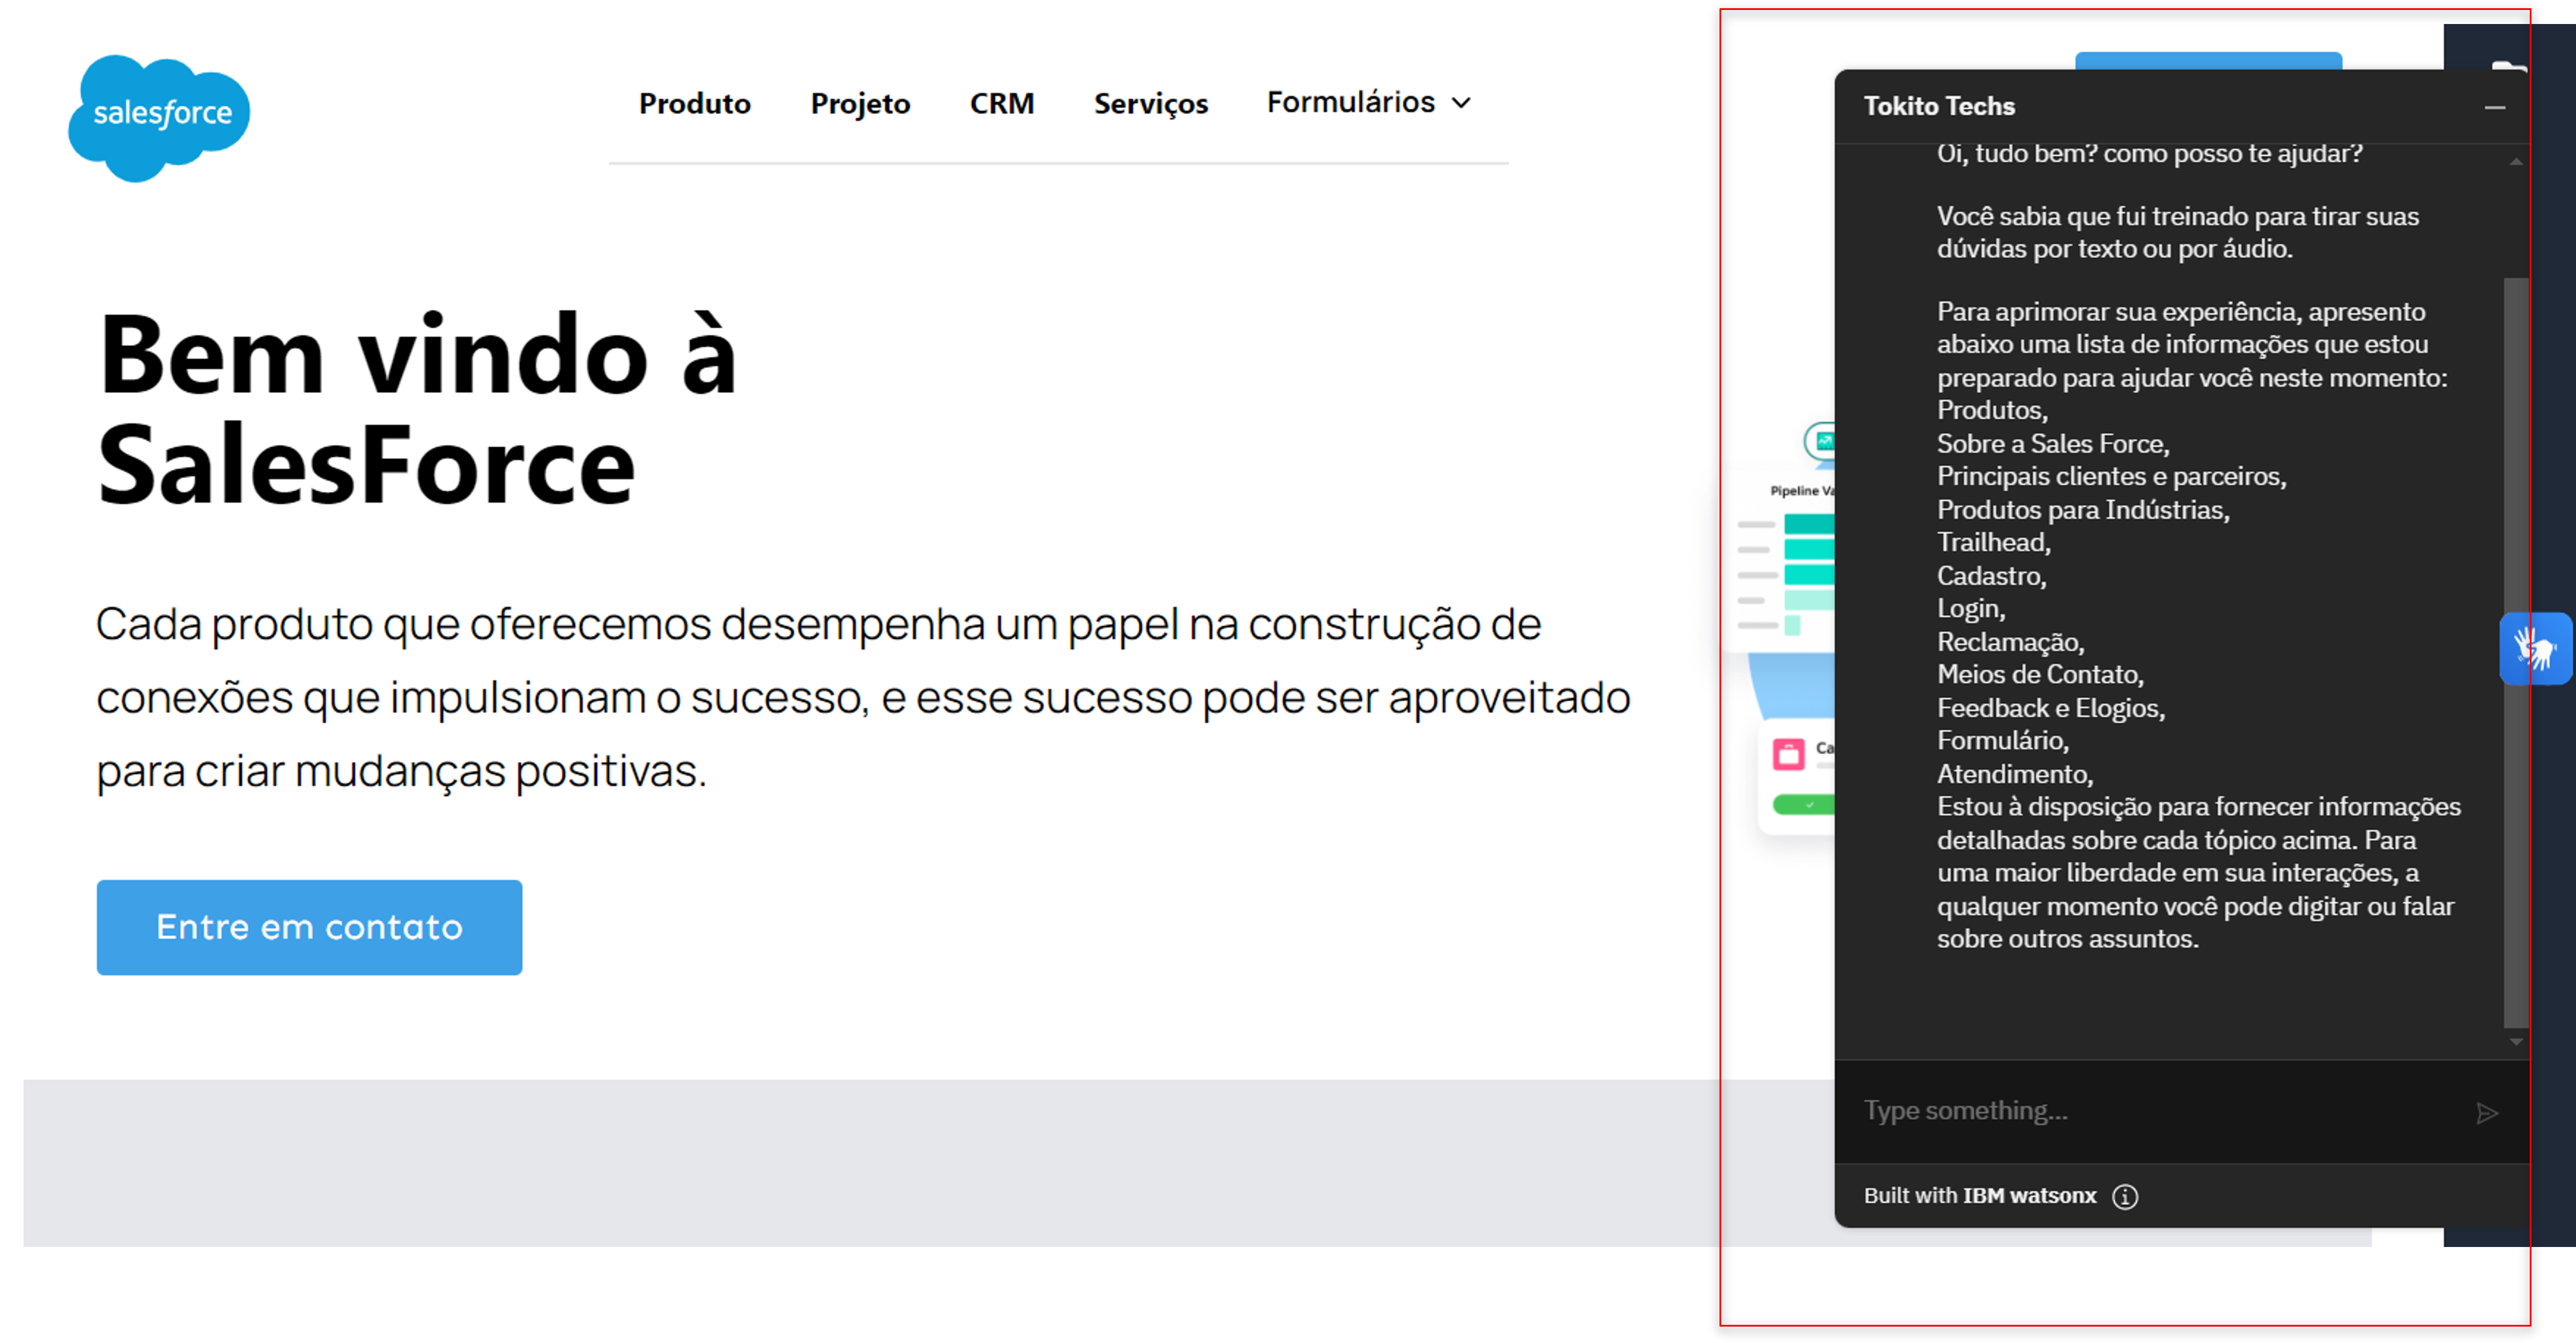 salesforce
Produto
Projeto
CRM
Serviços
Formulários
Bem vindo à
SalesForce
Cada produto que oferecemos desempenha um papel na construção de
conexões que impulsionam o sucesso, e esse sucesso pode ser aproveitado
para criar mudanças positivas.
Entre em contato
Pipeline
Tokito Techs
Oi, tudo bem? como posso te ajudar?
Você sabia que fui treinado para tirar suas
dúvidas por texto ou por áudio.
Para aprimorar sua experiência, apresento
abaixo uma lista de informações que estou
preparado para ajudar você neste momento:
Produtos,
Sobre a Sales Force,
Principais clientes e parceiros,
Produtos para Indústrias,
Trailhead,
Cadastro,
Login,
Reclamação,
Meios de Contato,
Feedback e Elogios,
Formulário,
Atendimento,
Estou à disposição para fornecer informações
detalhadas sobre cada tópico acima. Para
uma maior liberdade em sua interações, a
qualquer momento você pode digitar ou falar
sobre outros assuntos.
Type something...
Built with IBM watsonx